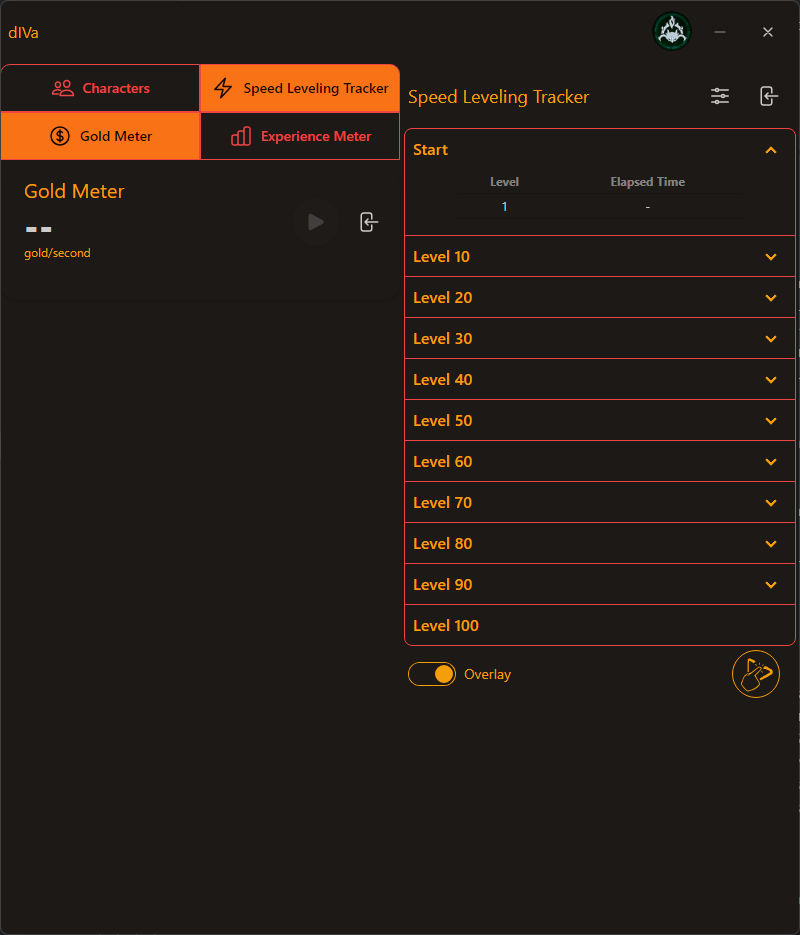 dIVa
Characters
Speed Leveling Tracker
Gold Meter
Experience Meter
Gold Meter
--
gold/second
Speed Leveling Tracker
Start
Level Elapsed Time
1 -
Level 10
Level 20
Level 30
Level 40
Level 50
Level 60
Level 70
Level 80
Level 90
Level 100
Overlay